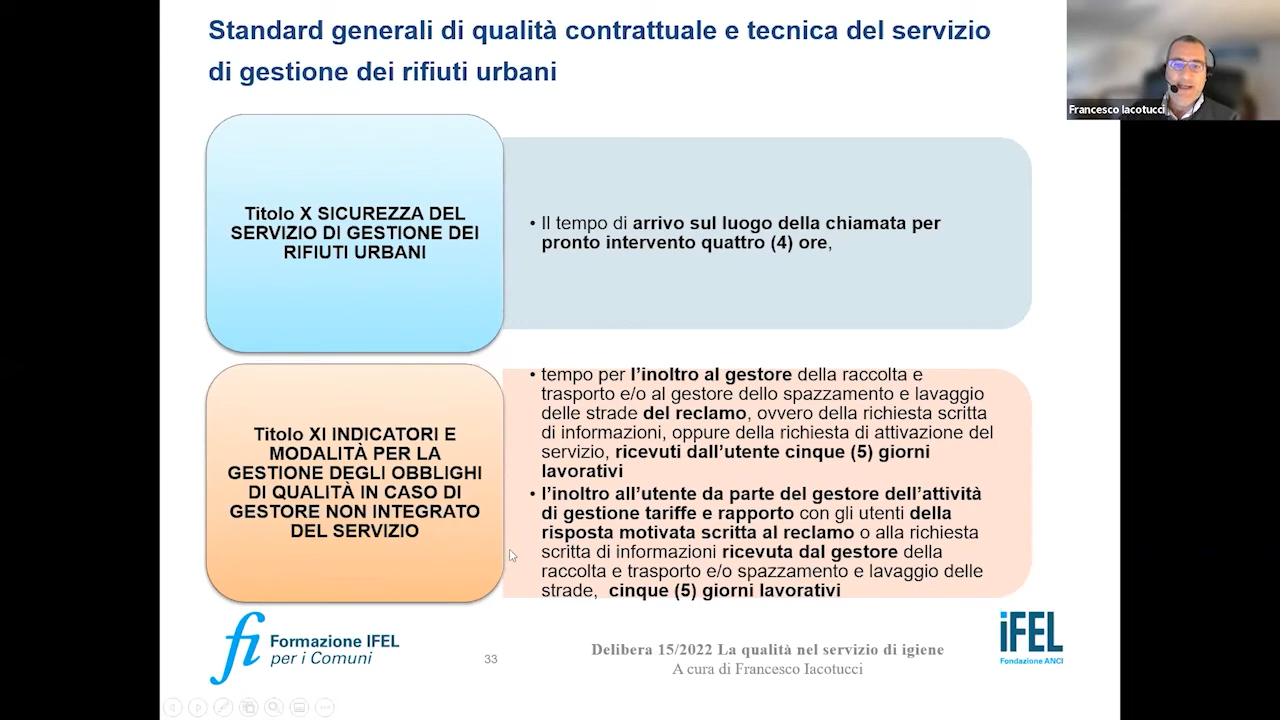 Standard generali di qualità contrattuale e tecnica del servizio
di gestione dei rifiuti urbani
Francesco Iacotucci
Titolo X SICUREZZA DEL
SERVIZIO DI GESTIONE DEI
RIFIUTI URBANI
• Il tempo di arrivo sul luogo della chiamata per
pronto intervento quattro (4) ore,
Titolo XI INDICATORI E
MODALITÀ PER LA
GESTIONE DEGLI OBBLIGHI
DI QUALITÀ IN CASO DI
GESTORE NON INTEGRATO
DEL SERVIZIO
• tempo per l'inoltro al gestore della raccolta e
trasporto e/o al gestore dello spazzamento e lavaggio
delle strade del reclamo, ovvero della richiesta scritta
di informazioni, oppure della richiesta di attivazione del
servizio, ricevuti dall'utente cinque (5) giorni
lavorativi
• l'inoltro all'utente da parte del gestore dell'attività
di gestione tariffe e rapporto con gli utenti della
risposta motivata scritta al reclamo o alla richiesta
scritta di informazioni ricevuta dal gestore della
raccolta e trasporto e/o spazzamento e lavaggio delle
strade, cinque (5) giorni lavorativi
fi
Formazione IFEL
per i Comuni
33
Delibera 15/2022 La qualità nel servizio di igiene
A cura di Francesco Iacotucci
iFEL
Fondazione ANCI